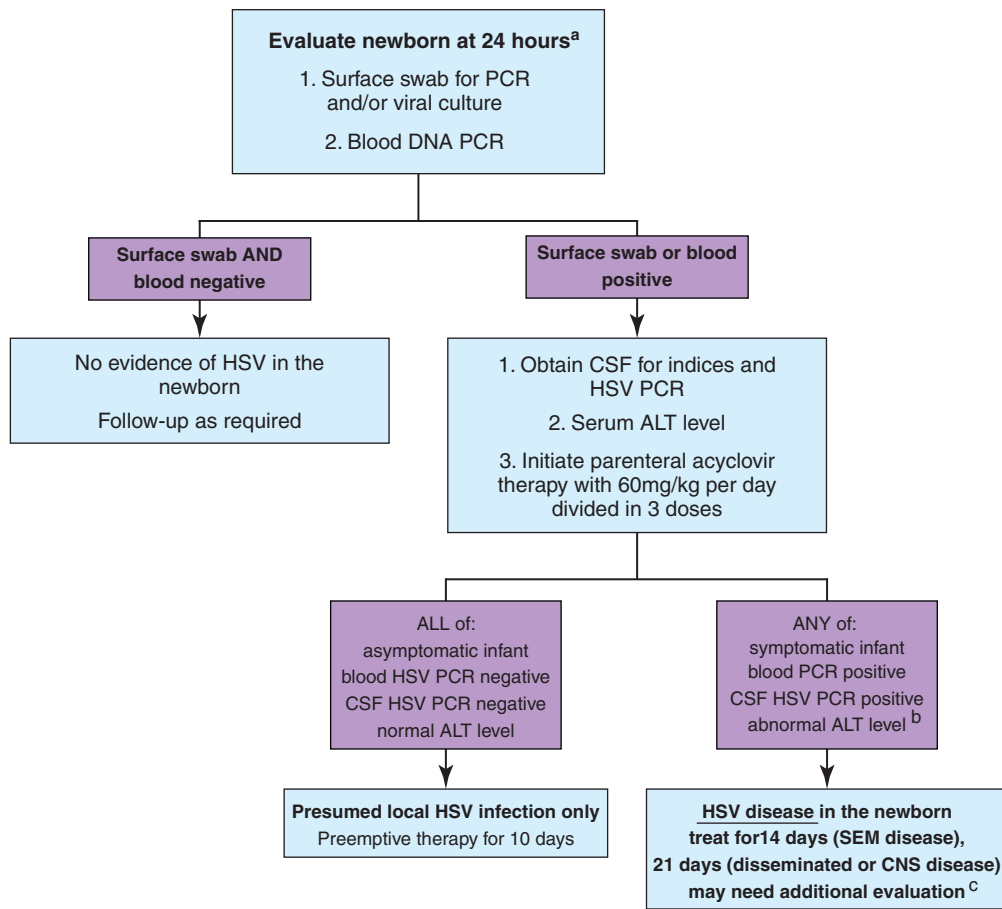 Evaluate newborn at 24 hours a
1. Surface swab for PCR
and/or viral culture
2. Blood DNA PCR
Surface swab AND
blood negative
Surface swab or blood
positive
No evidence of HSV in the
newborn
Follow-up as required
1. Obtain CSF for indices and
HSV PCR
2. Serum ALT level
3. Initiate parenteral acyclovir
therapy with 60mg/kg per day
divided in 3 doses
ALL of:
asymptomatic infant
blood HSV PCR negative
CSF HSV PCR negative
normal ALT level
ANY of:
symptomatic infant
blood PCR positive
CSF HSV PCR positive
abnormal ALT level b
Presumed local HSV infection only
Preemptive therapy for 10 days
HSV disease in the newborn
treat for14 days (SEM disease),
21 days (disseminated or CNS disease)
may need additional evaluation c